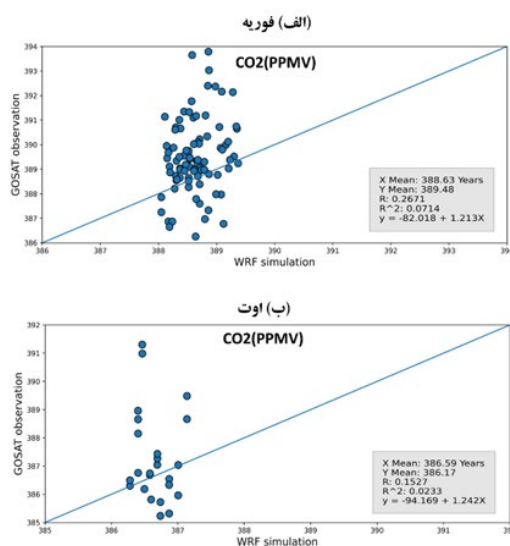 (الف) فوریه
CO2(PPMV)
GOSAT observation
394
393
392
391
390
389
388
387
386
X Mean: 388.63 Years
Y Mean: 389.48
R: 0.2671
R^2: 0.0714
y = -82.018 + 1.213X
386 387 388 389 390 391 392 393 39
WRF simulation
(ب) اوت
CO2(PPMV)
GOSAT observation
392
391
390
389
388
387
386
385
X Mean: 386.59 Years
Y Mean: 386.17
R: 0.1527
R^2: 0.0233
y = -94.169 + 1.242X
385 386 387 388 389 390 391 39
WRF simulation